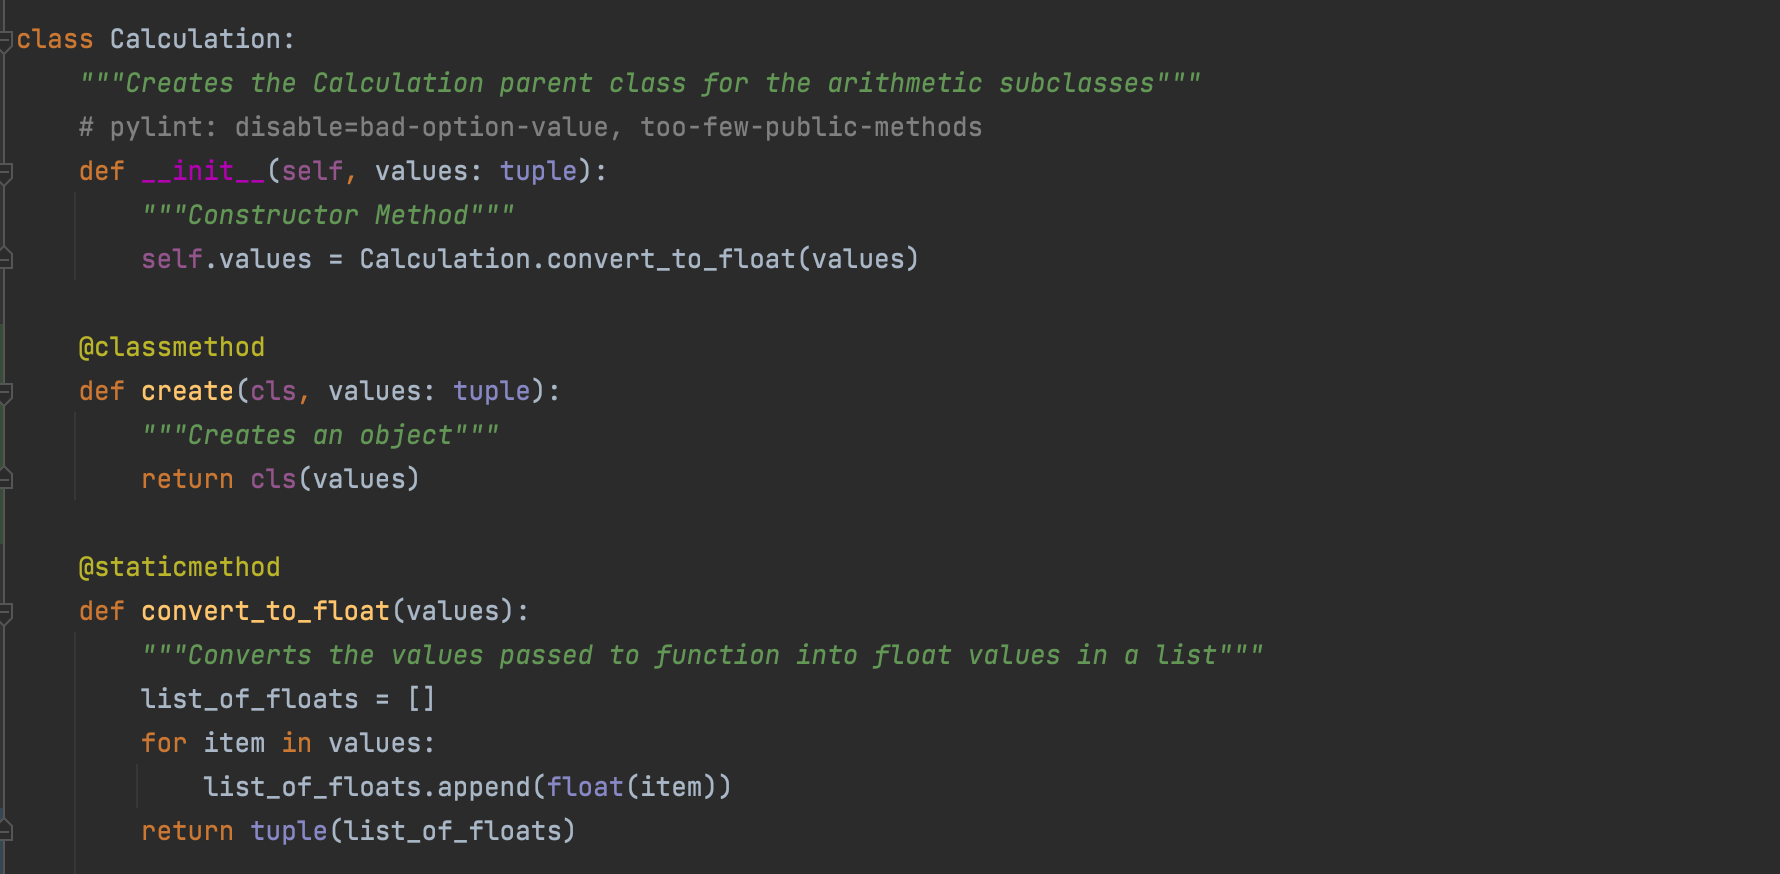 class Calculation:
    """Creates the Calculation parent class for the arithmetic subclasses"""
    # pylint: disable=bad-option-value, too-few-public-methods
    def __init__(self, values: tuple):
        """Constructor Method"""
        self.values = Calculation.convert_to_float(values)

    @classmethod
    def create(cls, values: tuple):
        """Creates an object"""
        return cls(values)

    @staticmethod
    def convert_to_float(values):
        """Converts the values passed to function into float values in a list"""
        list_of_floats = []
        for item in values:
            list_of_floats.append(float(item))
        return tuple(list_of_floats)